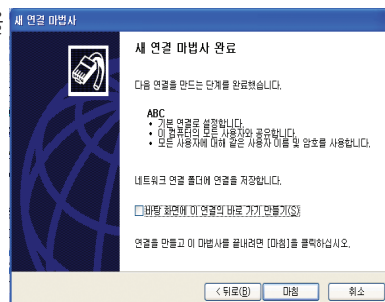 새 연결 마법사
새 연결 마법사 완료
다음 연결을 만드는 단계를 완료했습니다.
ABC
• 기본 연결로 설정합니다.
• 이 컴퓨터의 모든 사용자와 공유합니다.
• 모든 사용자에 대해 같은 사용자 이름 및 암호를 사용합니다.
네트워크 연결 폴더에 연결을 저장합니다.
바탕 화면에 이 연결의 바로 가기 만들기(S)
연결을 만들고 이 마법사를 끝내려면 [마침]을 클릭하십시오.
< 뒤로(B) 마침 취소